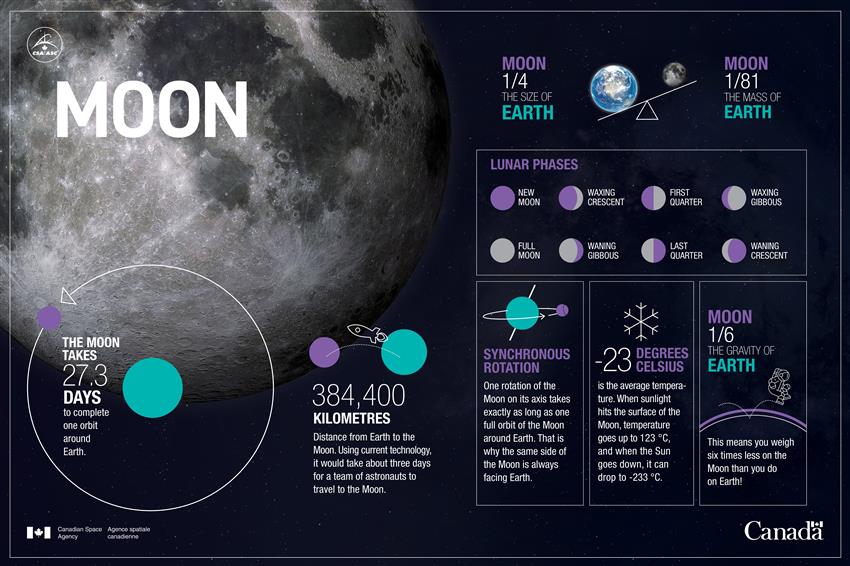 CSA ASC
MOON
MOON
1/4
THE SIZE OF
EARTH
MOON
1/81
THE MASS OF
EARTH
LUNAR PHASES
NEW
MOON
WAXING
CRESCENT
FIRST
QUARTER
WAXING
GIBBOUS
FULL
MOON
WANING
GIBBOUS
LAST
QUARTER
WANING
CRESCENT
THE MOON
TAKES
27.3
DAYS
to complete
one orbit
around
Earth.
384,400
KILOMETRES
Distance from Earth to the
Moon. Using current technology,
it would take about three days
for a team of astronauts to
travel to the Moon.
SYNCHRONOUS
ROTATION
One rotation of the
Moon on its axis takes
exactly as long as one
full orbit of the Moon
around Earth. That is
why the same side of
the Moon is always
facing Earth.
-23 DEGREES
CELSIUS
is the average tempera-
ture. When sunlight
hits the surface of the
Moon, temperature
goes up to 123 °C,
and when the Sun
goes down, it can
drop to -233 °C.
MOON
1/6
THE GRAVITY OF
EARTH
This means you weigh
six times less on the
Moon than you do
on Earth!
Canadian Space
Agency
Agence spatiale
canadienne
Canada